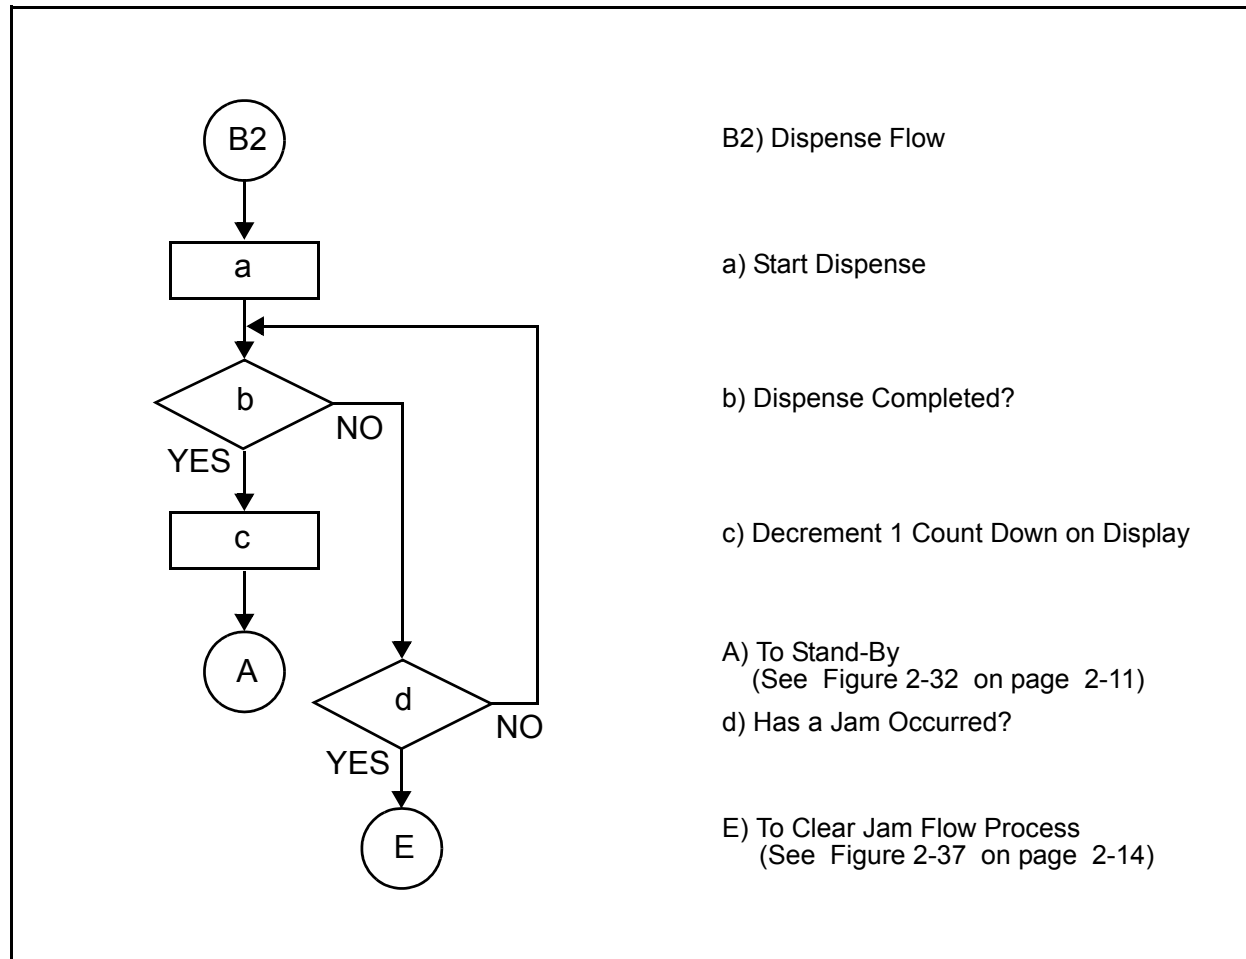 B2
B2) Dispense Flow
a
a) Start Dispense
b
NO
YES
b) Dispense Completed?
c
c) Decrement 1 Count Down on Display
A
A) To Stand-By
(See Figure 2-32 on page 2-11)
d
NO
YES
d) Has a Jam Occurred?
E
E) To Clear Jam Flow Process
(See Figure 2-37 on page 2-14)